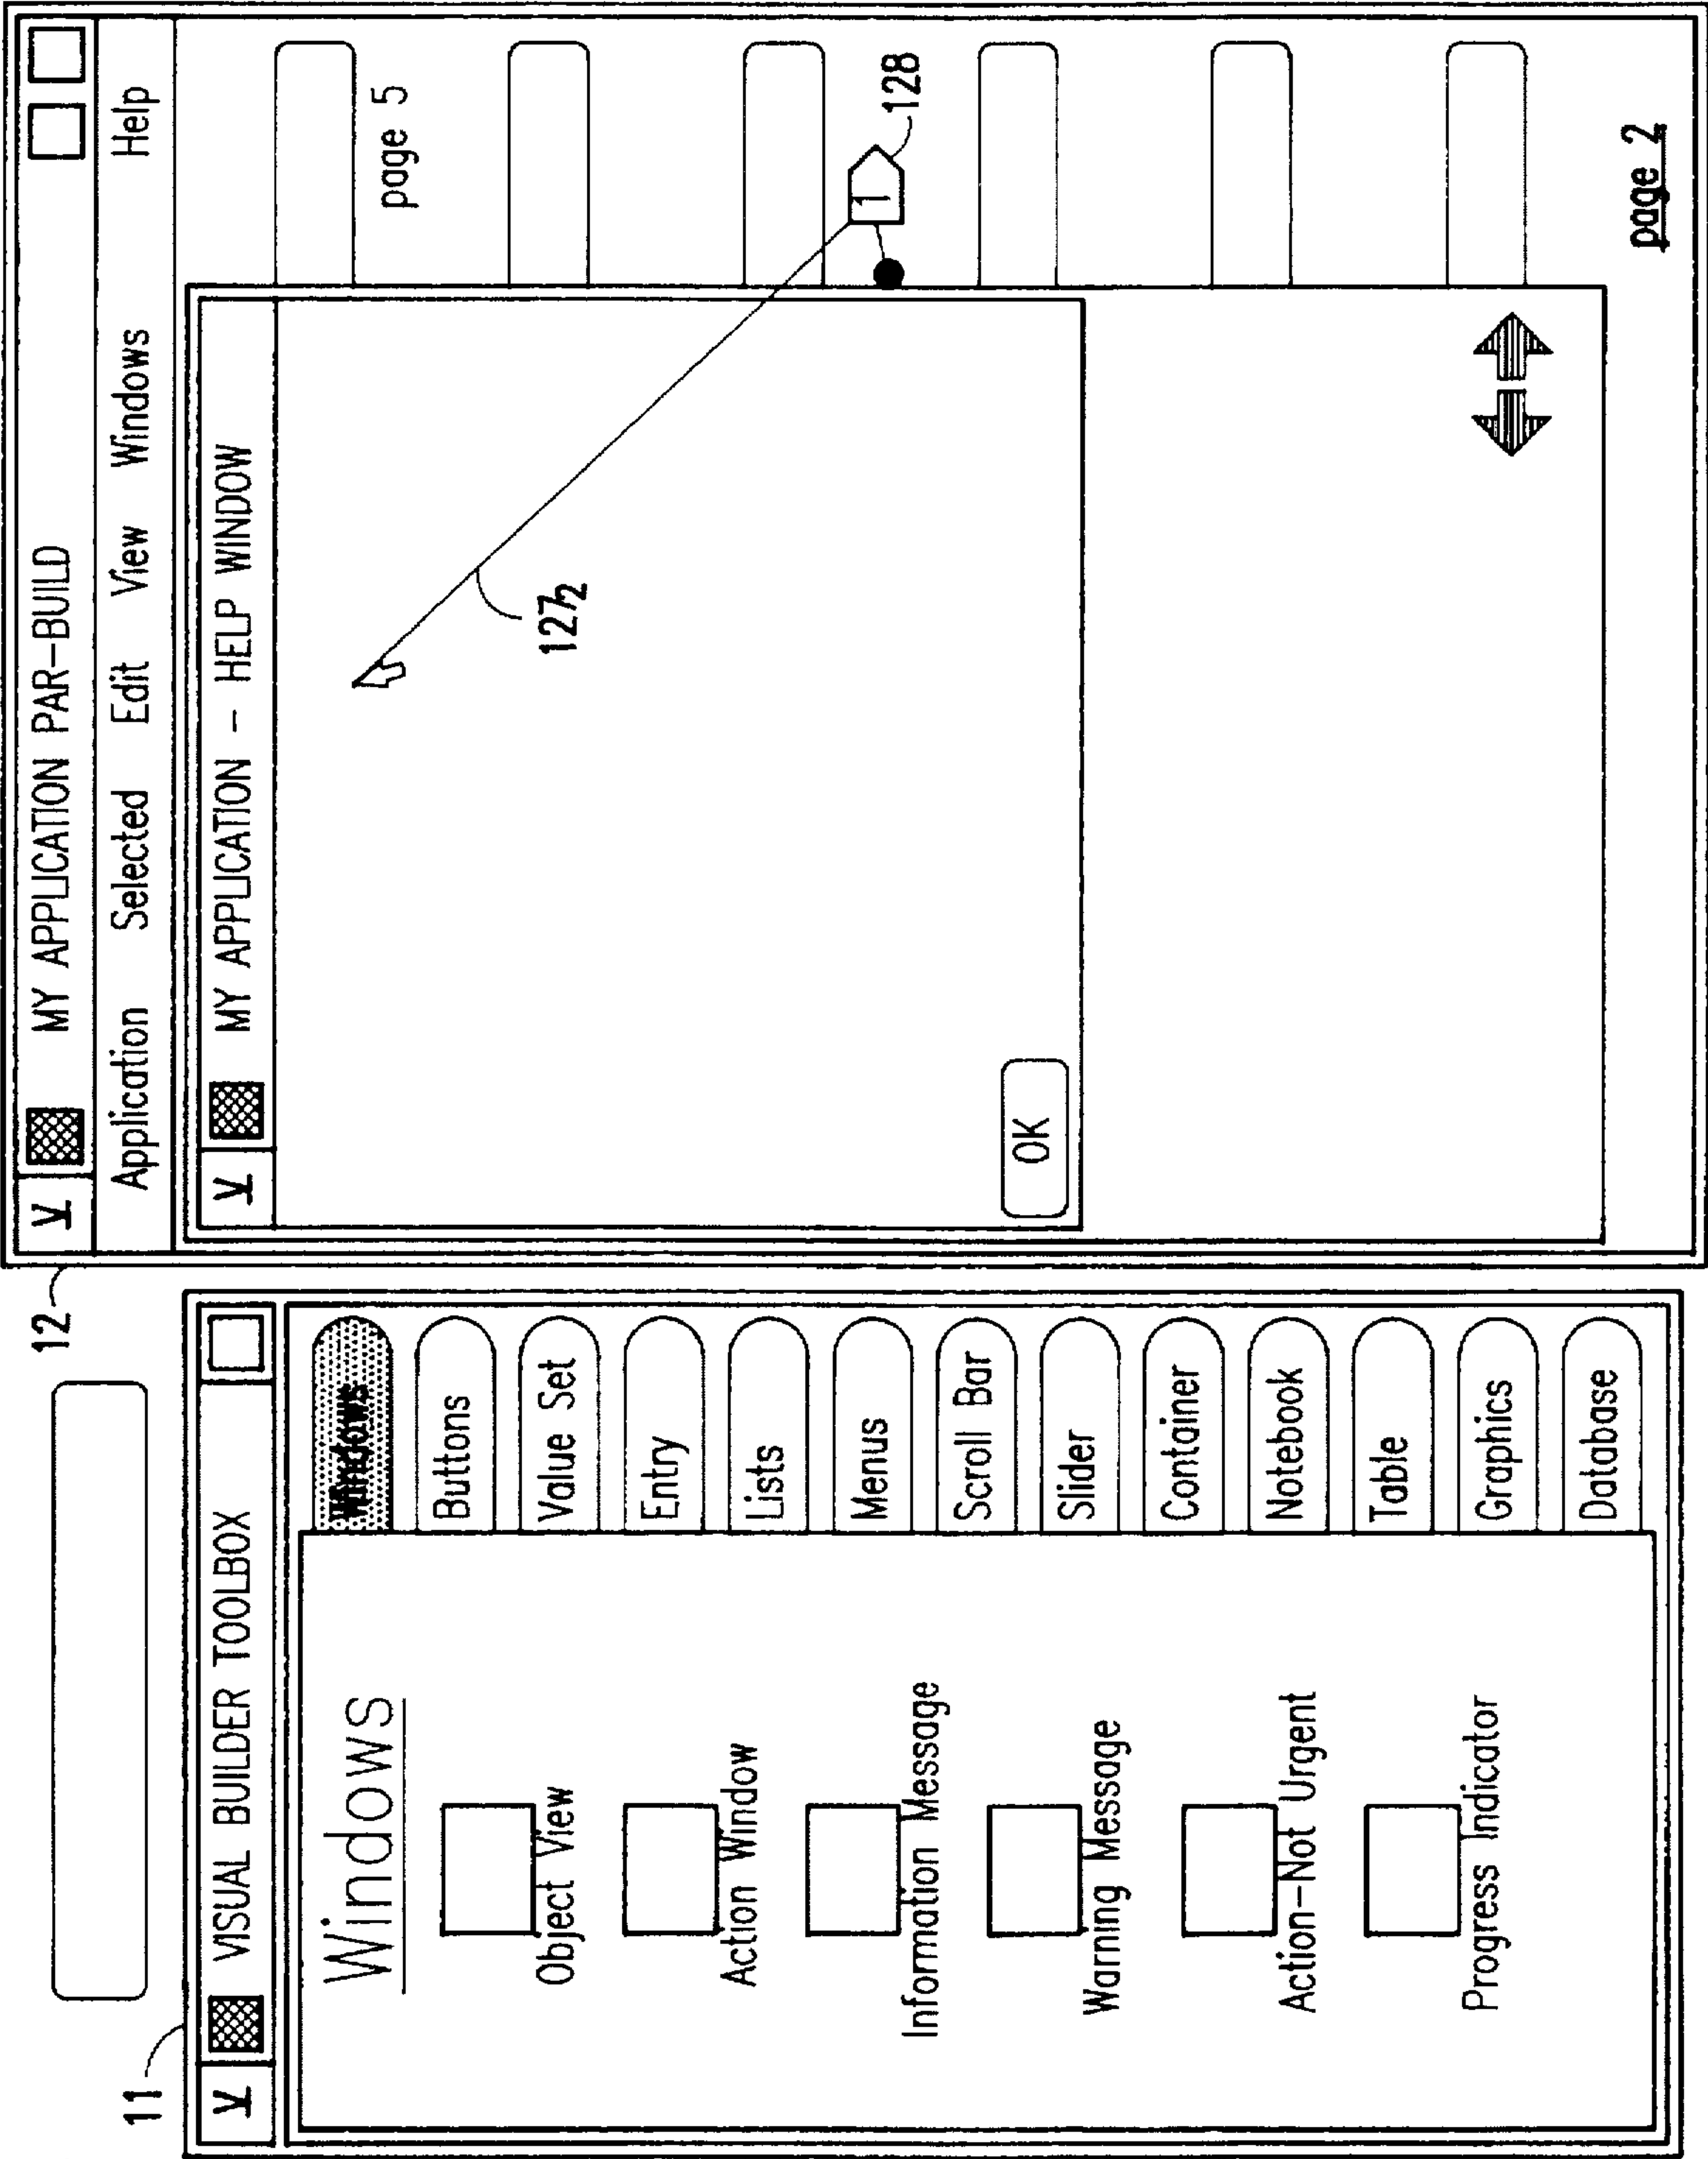 11
V VISUAL BUILDER TOOLBOX
Windows
Object View
Action Window
Information Message
Warning Message
Action-Not Urgent
Progress Indicator
Windows
Buttons
Value Set
Entry
Lists
Menus
Scroll Bar
Slider
Container
Notebook
Table
Graphics
Database
12
V MY APPLICATION PAR-BUILD
Application Selected Edit View Windows Help
V MY APPLICATION - HELP WINDOW
page 5
127₂
1
128
OK
page 2